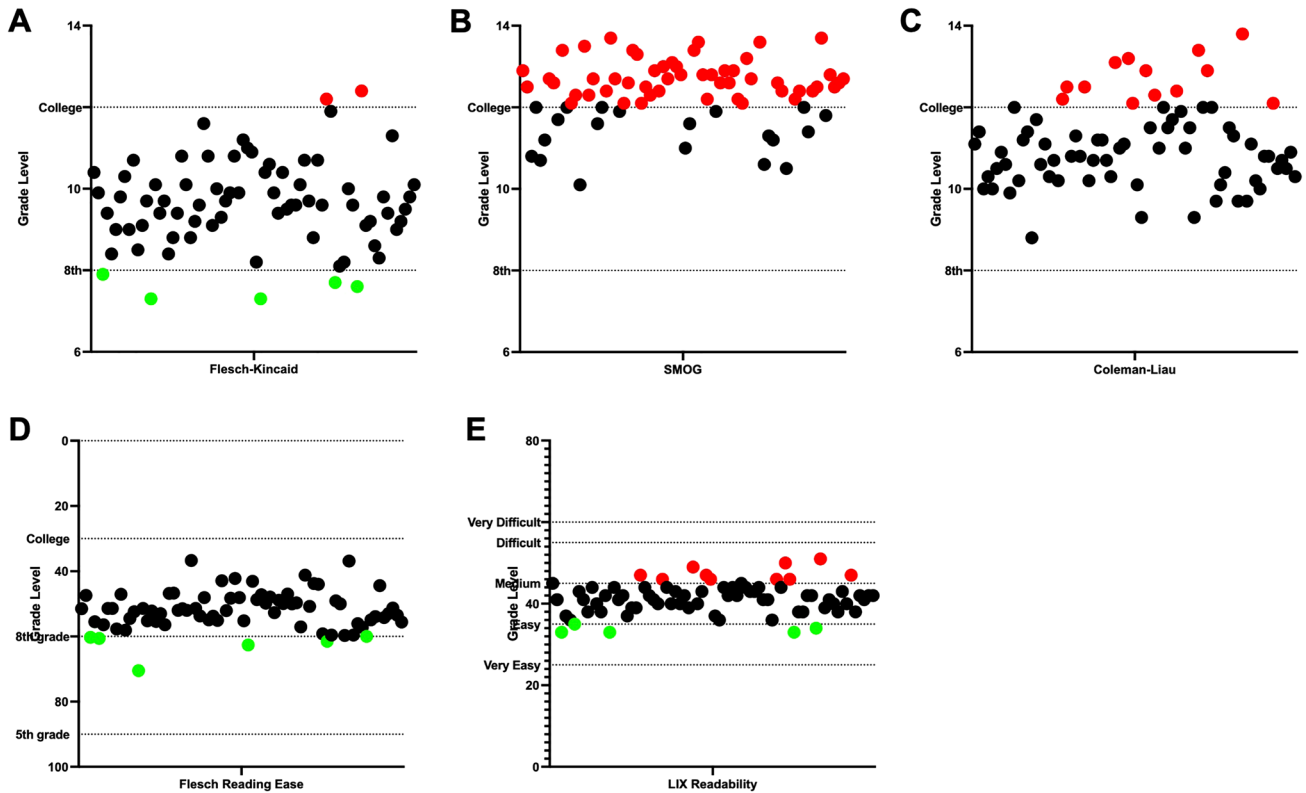 A
14
College
Grade Level
10
8th
6
Flesch-Kincaid
B
14
College
Grade Level
10
8th
6
SMOG
C
14
College
Grade Level
10
8th
6
Coleman-Liau
D
0
20
College
40
Grade Level
8th grade
80
5th grade
100
Flesch Reading Ease
E
80
Very Difficult
Difficult
Medium
40
Grade Level
Easy
Very Easy
20
0
LIX Readability